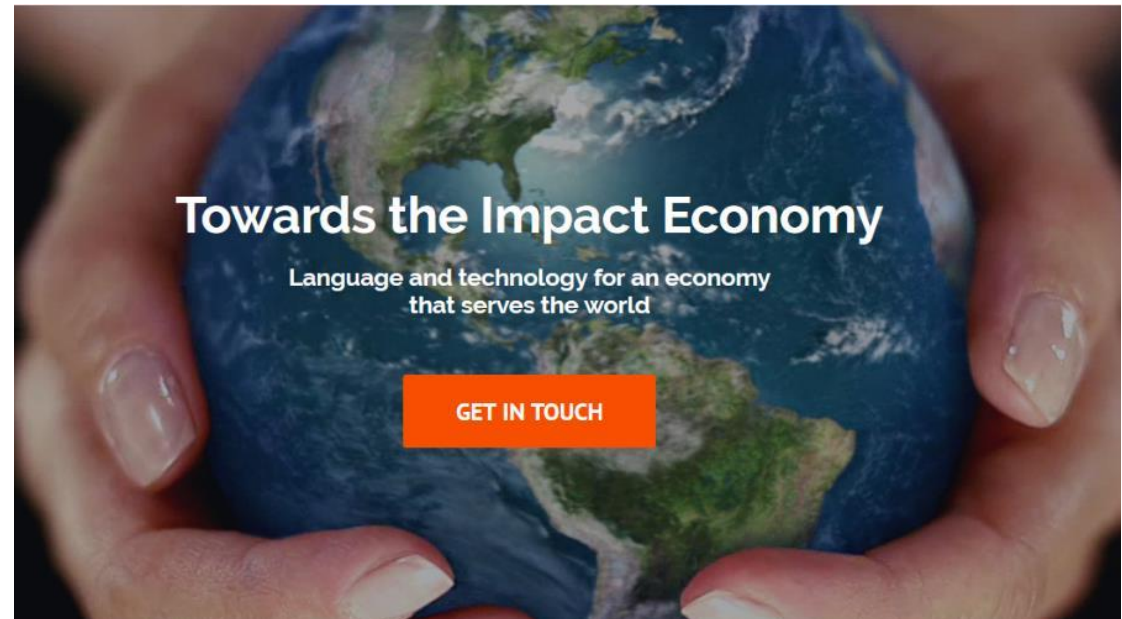 Towards the Impact Economy
Language and technology for an economy
that serves the world
GET IN TOUCH